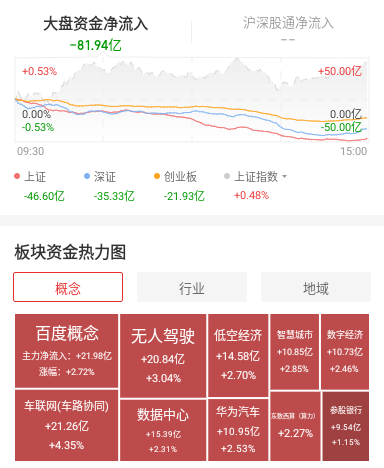 大盘资金净流入
沪深股通净流入
-81.94亿
--
+0.53%
+50.00亿
0.00%
0.00亿
-0.53%
-50.00亿
09:30
15:00
上证
深证
创业板
上证指数
-46.60亿
-35.33亿
-21.93亿
+0.48%
板块资金热力图
概念
行业
地域
百度概念
主力净流入：+21.98亿
涨幅：+2.72%
无人驾驶
+20.84亿
+3.04%
低空经济
+14.58亿
+2.70%
智慧城市
+10.85亿
+2.85%
数字经济
+10.73亿
+2.46%
车联网(车路协同)
+21.26亿
+4.35%
数据中心
+15.39亿
+2.31%
华为汽车
+10.95亿
+2.53%
东数西算（算力）
+2.27%
参股银行
+9.54亿
+1.15%